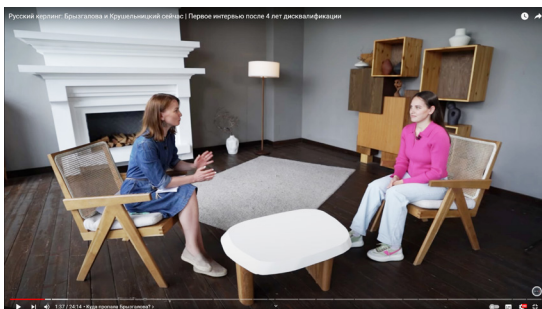 Русский керлинг: Брызгалова и Крушельницкий сейчас | Первое интервью после 4 лет дисквалификации
1:37 / 24:14 • Куда пропала Брызгалова? >